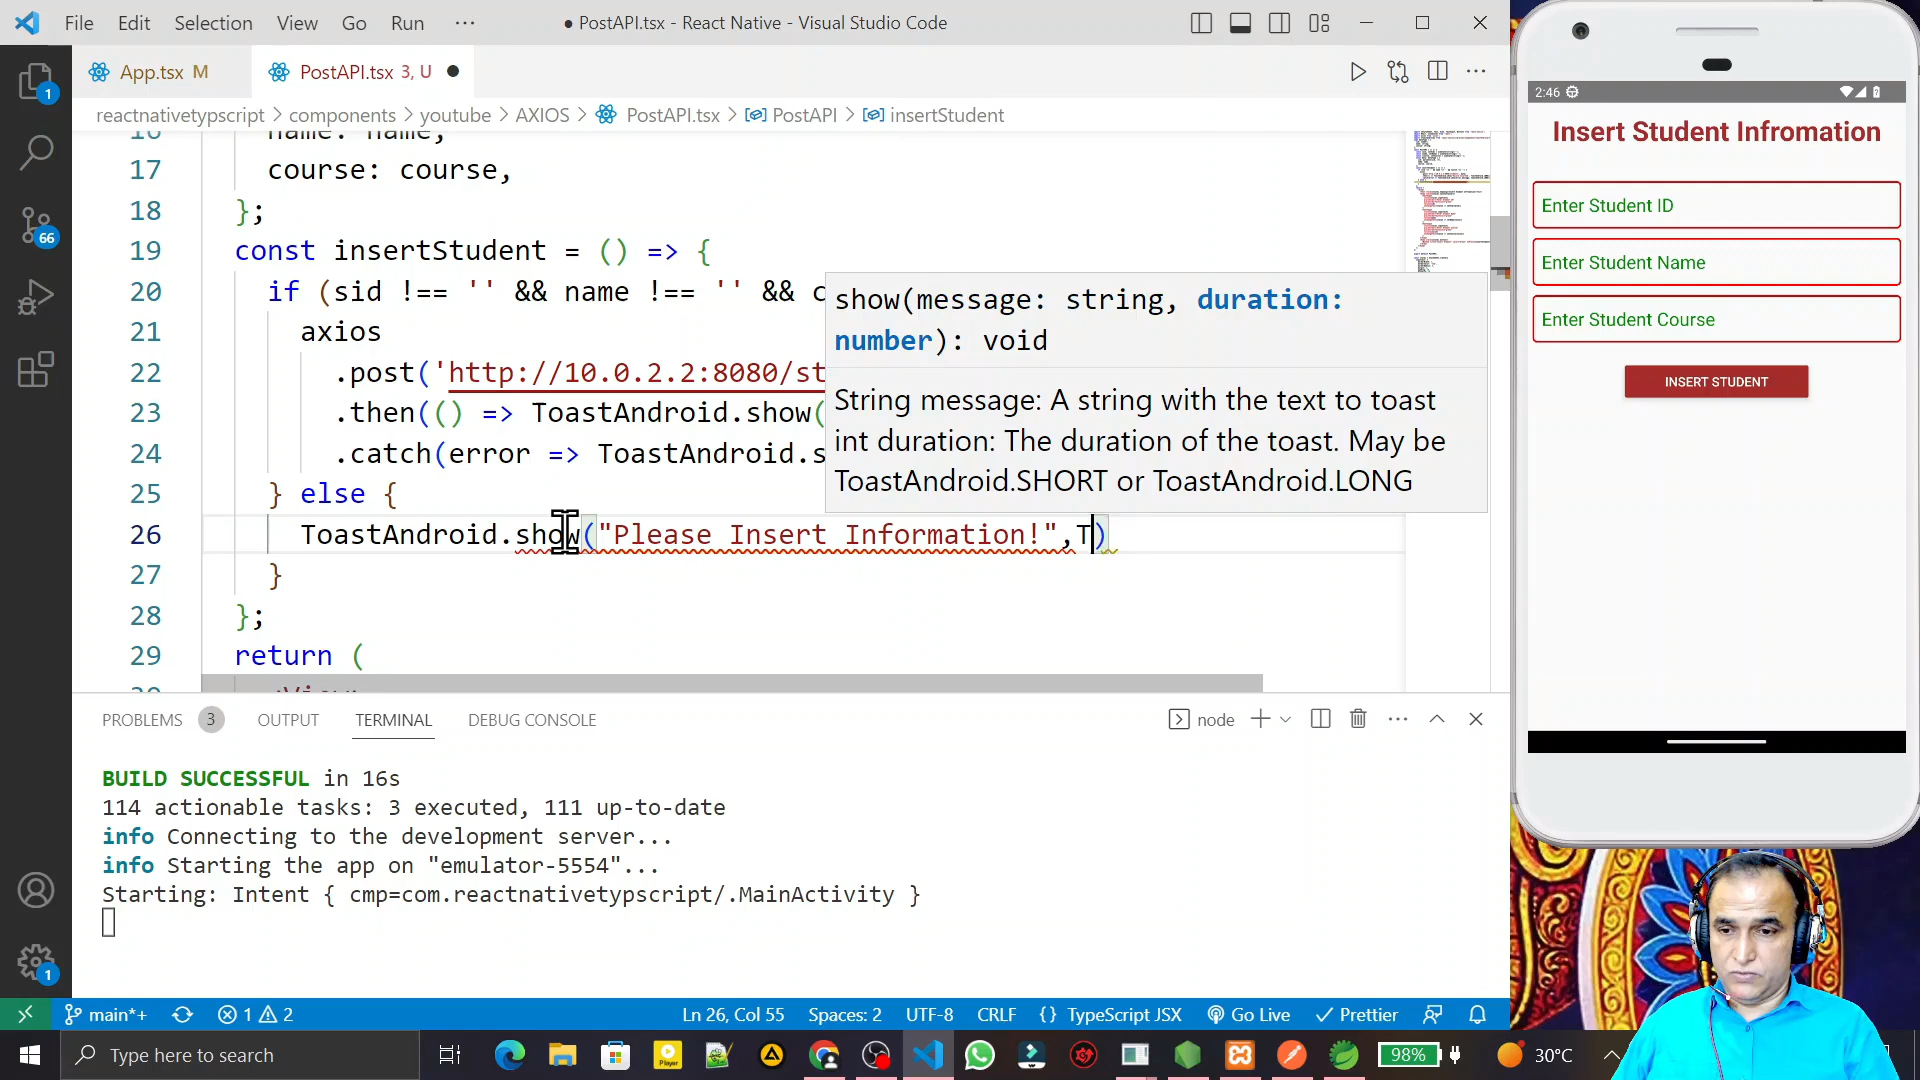 File Edit Selection View Go Run ···
● PostAPI.tsx - React Native - Visual Studio Code
App.tsx M
PostAPI.tsx 3, U ●
reactnativetypscript > components > youtube > AXIOS > PostAPI.tsx > PostAPI > insertStudent
name: name,
17 course: course,
18 };
19 const insertStudent = () => {
20 if (sid !== '' && name !== '' && c
21 axios
22 .post('http://10.0.2.2:8080/st
23 .then(() => ToastAndroid.show(
24 .catch(error => ToastAndroid.s
25 } else {
26 ToastAndroid.show("Please Insert Information!",T)
27 }
28 };
29 return (
show(message: string, duration:
number): void
String message: A string with the text to toast
int duration: The duration of the toast. May be
ToastAndroid.SHORT or ToastAndroid.LONG
PROBLEMS 3 OUTPUT TERMINAL DEBUG CONSOLE
node
BUILD SUCCESSFUL in 16s
114 actionable tasks: 3 executed, 111 up-to-date
info Connecting to the development server...
info Starting the app on "emulator-5554"...
Starting: Intent { cmp=com.reactnativetypscript/.MainActivity }
1
66
1
main*+ 1 2
Ln 26, Col 55 Spaces: 2 UTF-8 CRLF {} TypeScript JSX Go Live Prettier
Type here to search
Player
98%
30°C
2:46
Insert Student Infromation
Enter Student ID
Enter Student Name
Enter Student Course
INSERT STUDENT